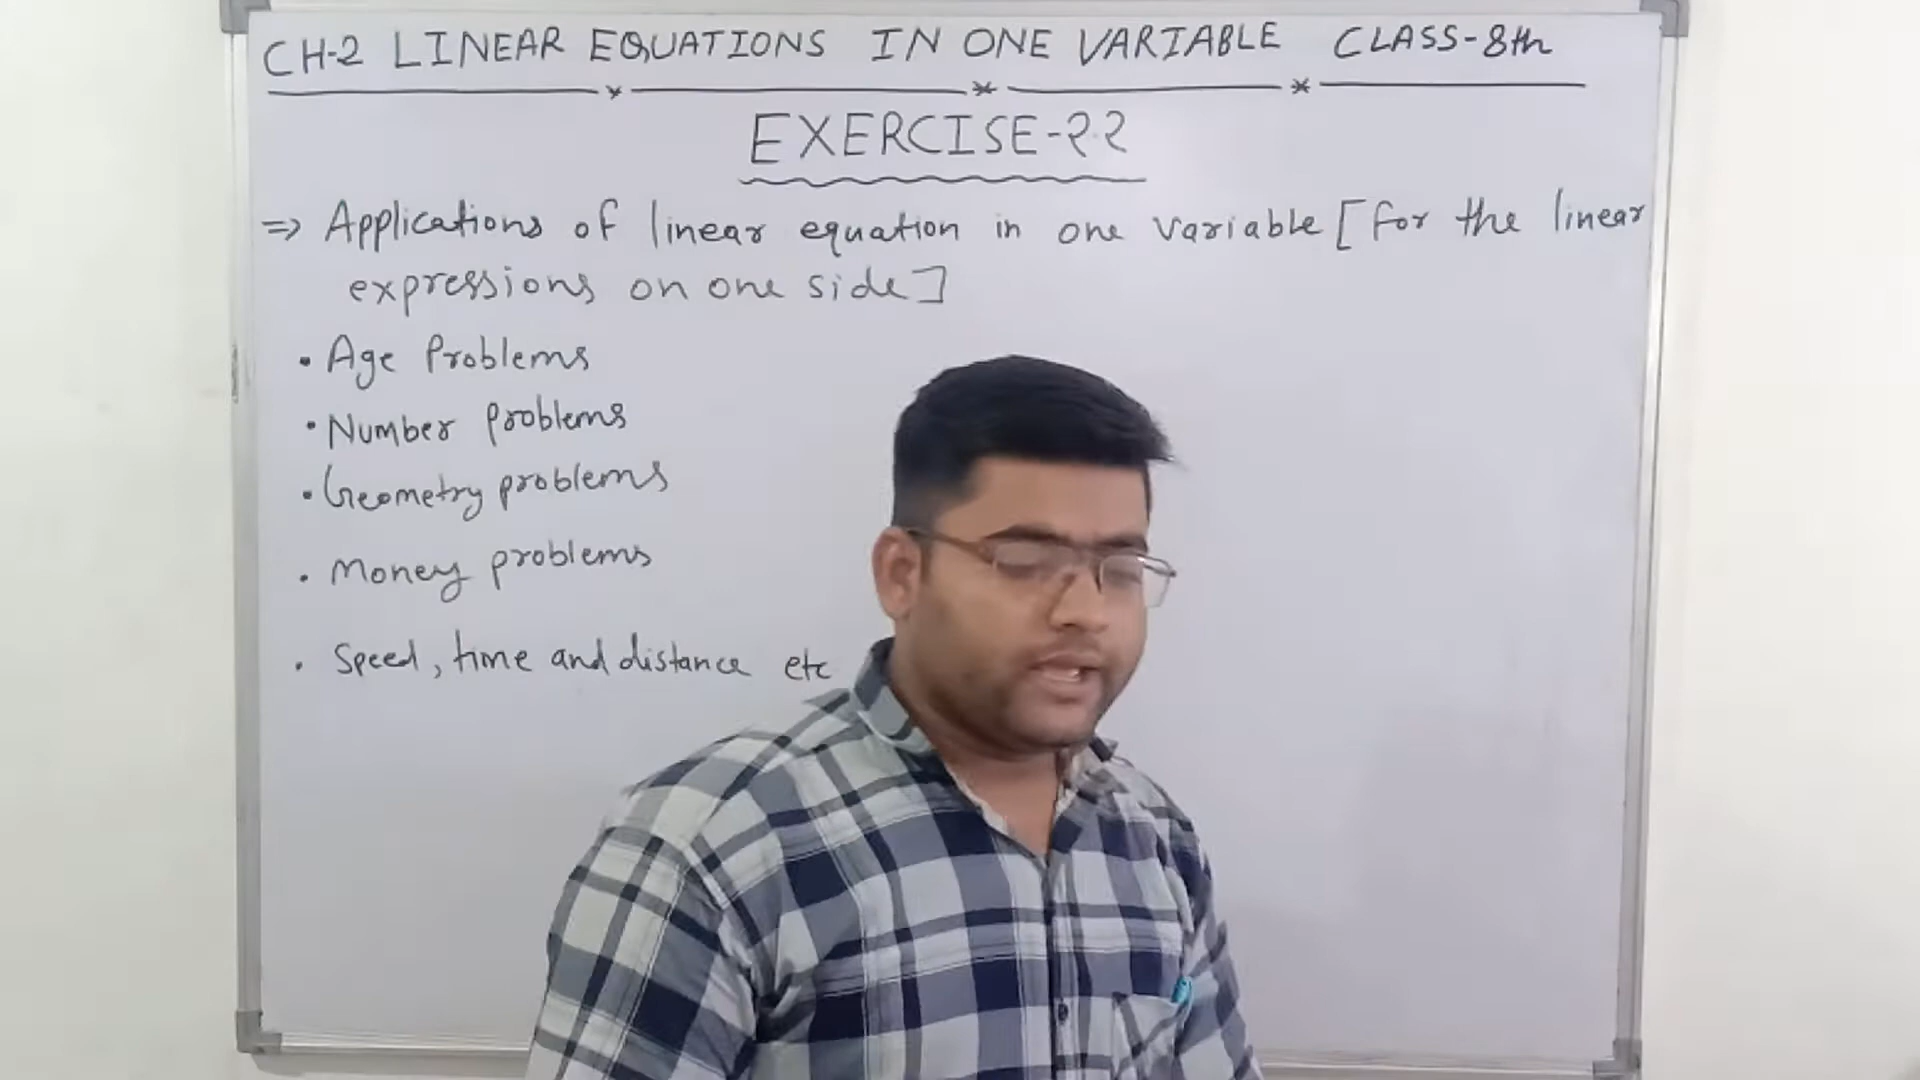 CH-2 LINEAR EQUATIONS IN ONE VARIABLE CLASS-8th
EXERCISE-2.2
⇒ Applications of linear equation in one variable [for the linear
expressions on one side]
• Age Problems
• Number problems
• Geometry problems
• Money problems
• Speed, time and distance etc